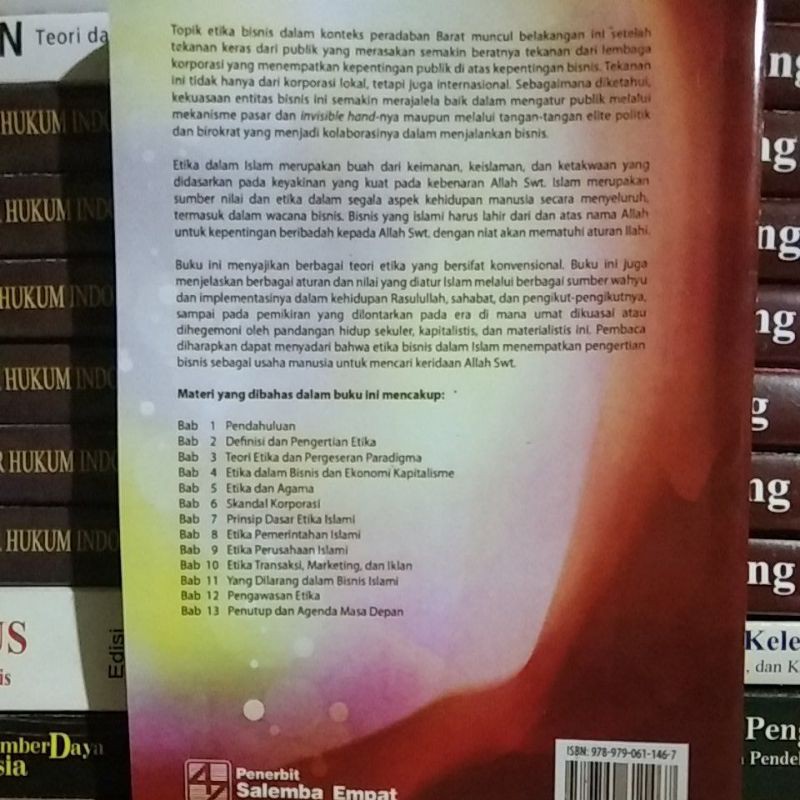 Topik etika bisnis dalam konteks peradaban Barat muncul belakangan ini setelah
tekanan keras dari publik yang merasakan semakin beratnya tekanan dari lembaga
korporasi yang menempatkan kepentingan publik di atas kepentingan bisnis. Tekanan
ini tidak hanya dari korporasi lokal, tetapi juga internasional. Sebagaimana diketahui,
kekuasaan entitas bisnis ini semakin merajalela baik dalam mengatur publik melalui
mekanisme pasar dan invisible hand-nya maupun melalui tangan-tangan elite politik
dan birokrat yang menjadi kolaborasinya dalam menjalankan bisnis.
Etika dalam Islam merupakan buah dari keimanan, keislaman, dan ketakwaan yang
didasarkan pada keyakinan yang kuat pada kebenaran Allah Swt. Islam merupakan
sumber nilai dan etika dalam segala aspek kehidupan manusia secara menyeluruh,
termasuk dalam wacana bisnis. Bisnis yang islami harus lahir dari dan atas nama Allah
untuk kepentingan beribadah kepada Allah Swt. dengan niat akan mematuhi aturan Ilahi.
Buku ini menyajikan berbagai teori etika yang bersifat konvensional. Buku ini juga
menjelaskan berbagai aturan dan nilai yang diatur Islam melalui berbagai sumber wahyu
dan implementasinya dalam kehidupan Rasulullah, sahabat, dan pengikut-pengikutnya,
sampai pada pemikiran yang dilontarkan pada era di mana umat dikuasai atau
dihegemoni oleh pandangan hidup sekuler, kapitalistis, dan materialistis ini. Pembaca
diharapkan dapat menyadari bahwa etika bisnis dalam Islam menempatkan pengertian
bisnis sebagai usaha manusia untuk mencari keridaan Allah Swt.
Materi yang dibahas dalam buku ini mencakup:
Bab 1 Pendahuluan
Bab 2 Definisi dan Pengertian Etika
Bab 3 Teori Etika dan Pergeseran Paradigma
Bab 4 Etika dalam Bisnis dan Ekonomi Kapitalisme
Bab 5 Etika dan Agama
Bab 6 Skandal Korporasi
Bab 7 Prinsip Dasar Etika Islami
Bab 8 Etika Pemerintahan Islami
Bab 9 Etika Perusahaan Islami
Bab 10 Etika Transaksi, Marketing, dan Iklan
Bab 11 Yang Dilarang dalam Bisnis Islami
Bab 12 Pengawasan Etika
Bab 13 Penutup dan Agenda Masa Depan
Penerbit
Salemba Empat
ISBN: 978-979-061-146-7
N Teori da
HUKUM INDO
HUKUM INDO
HUKUM INDO
HUKUM INDO
R HUKUM INDO
HUKUM INDO
US
is
Edisi
mberDaya
sia
ng
ng
ng
ng
g
ng
ng
Kele
, dan K
Peng
Pendel